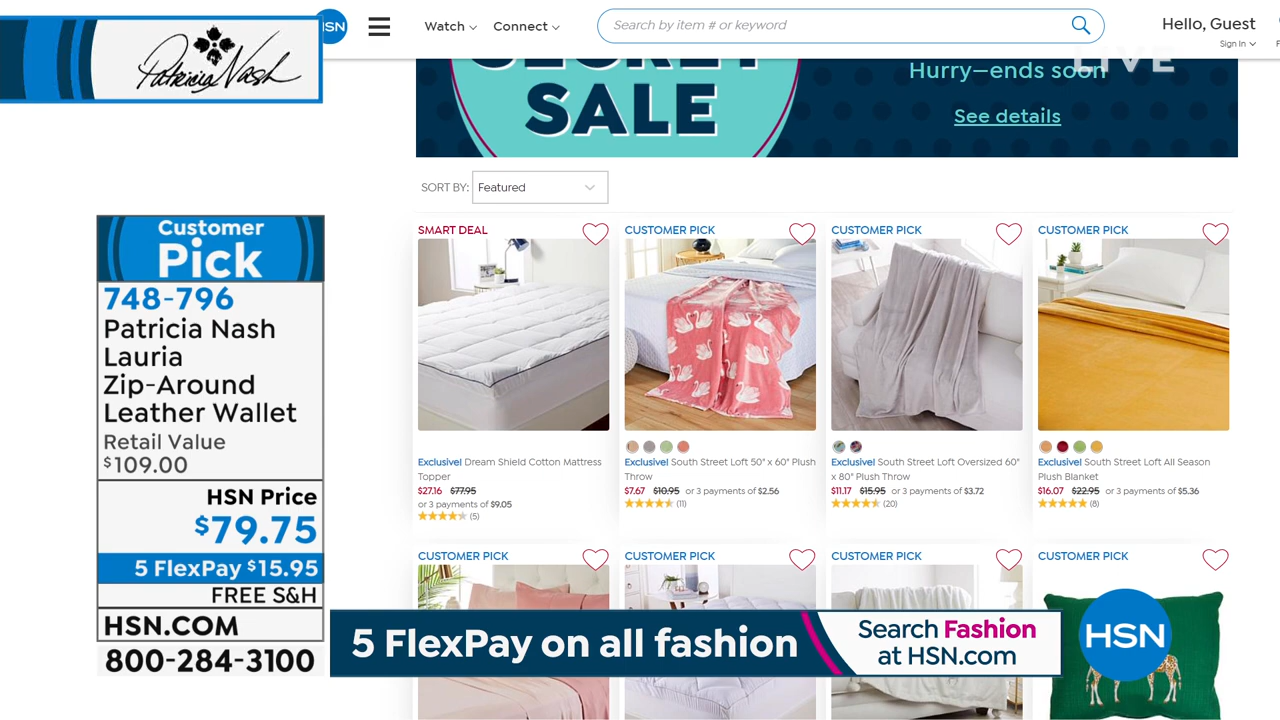 Patricia Nash
HSN
Watch
Connect
Search by item # or keyword
Hello, Guest
Sign In
LIVE
SECRET
SALE
Hurry—ends soon
See details
SORT BY: Featured
Customer
Pick
748-796
Patricia Nash
Lauria
Zip-Around
Leather Wallet
Retail Value
$109.00
HSN Price
$79.75
5 FlexPay $15.95
FREE S&H
HSN.COM
800-284-3100
SMART DEAL
Exclusive! Dream Shield Cotton Mattress
Topper
$27.16 $77.95
or 3 payments of $9.05
(5)
CUSTOMER PICK
Exclusive! South Street Loft 50" x 60" Plush
Throw
$7.67 $10.95 or 3 payments of $2.56
(11)
CUSTOMER PICK
Exclusive! South Street Loft Oversized 60"
x 80" Plush Throw
$11.17 $15.95 or 3 payments of $3.72
(20)
CUSTOMER PICK
Exclusive! South Street Loft All Season
Plush Blanket
$16.07 $22.95 or 3 payments of $5.36
(8)
CUSTOMER PICK
CUSTOMER PICK
CUSTOMER PICK
CUSTOMER PICK
5 FlexPay on all fashion
Search Fashion
at HSN.com
HSN